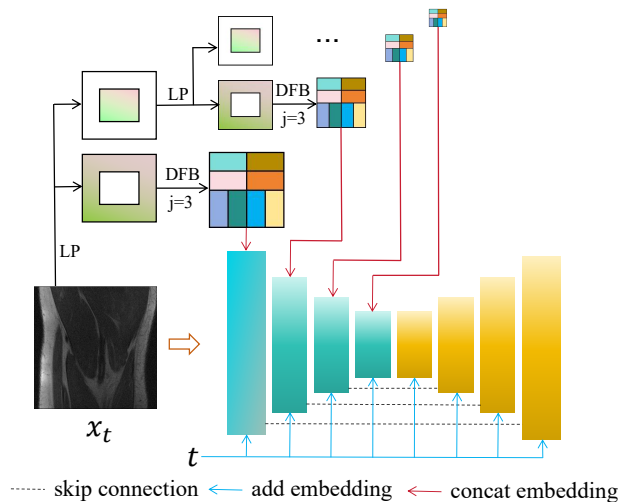 ...
LP
DFB
j=3
DFB
j=3
LP
x_t
t
skip connection
add embedding
concat embedding